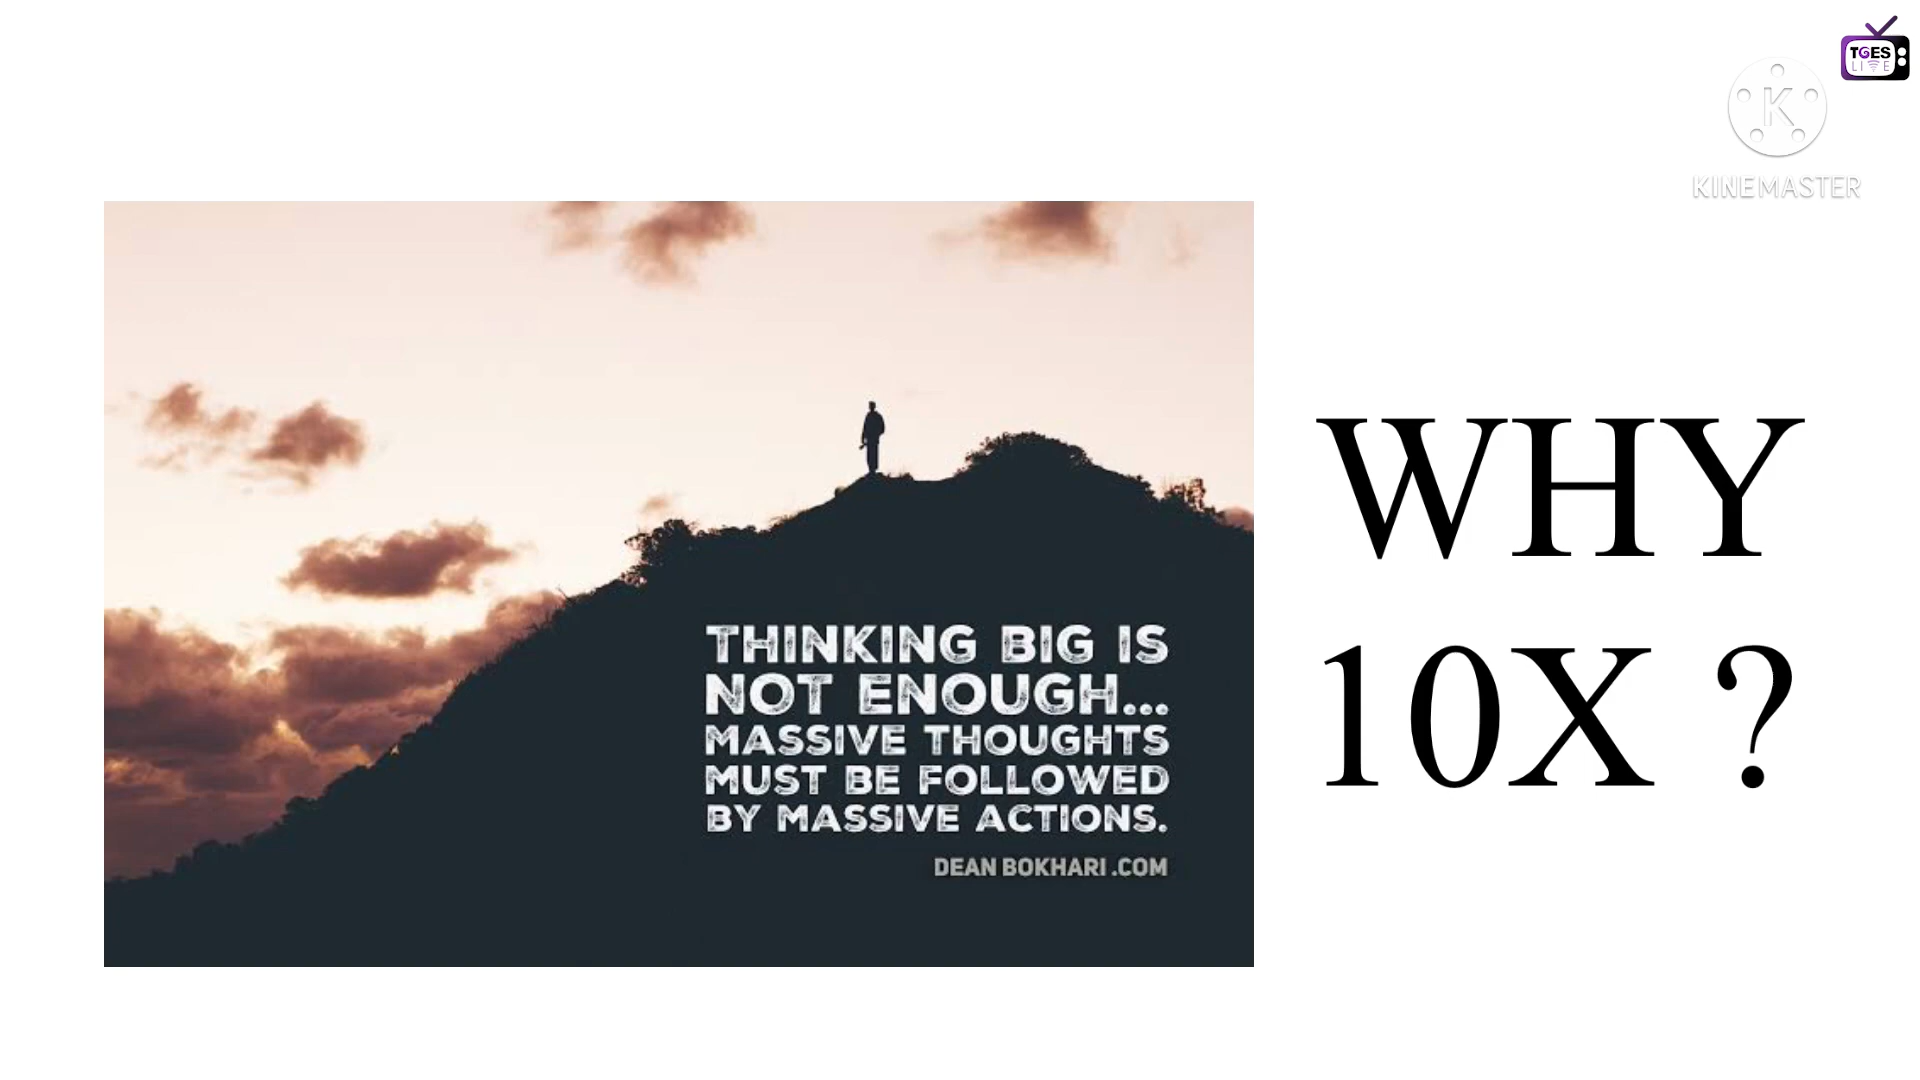 TGES
LIVE
K
KINEMASTER
THINKING BIG IS
NOT ENOUGH...
MASSIVE THOUGHTS
MUST BE FOLLOWED
BY MASSIVE ACTIONS.
DEAN BOKHARI .COM
WHY
10X ?